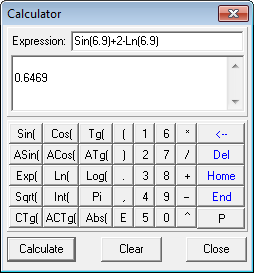 Calculator
Expression: Sin(6.9)+2-Ln(6.9)
0.6469
Sin( Cos( Tg( ( 1 6 * <--
ASin( ACos( ATg( ) 2 7 / Del
Exp( Ln( Log( . 3 8 + Home
Sqrt( Int( Pi , 4 9 - End
CTg( ACTg( Abs( E 5 0 ^ P
Calculate Clear Close